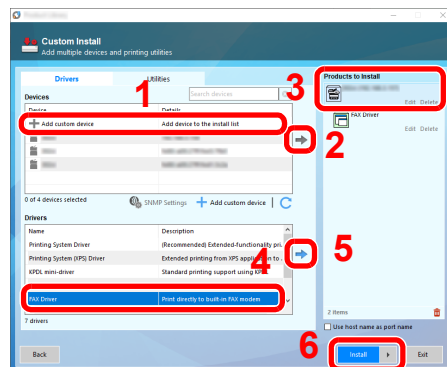 Custom Install
Add multiple devices and printing utilities
Drivers
Utilities
Products to Install
1
3
Devices
Search devices
Edit Delete
Device
Details
Add custom device
Add device to the install list
FAX Driver
Edit Delete
2
0 of 4 devices selected
SNMP Settings
Add custom device
Drivers
Name
Description
Printing System Driver
(Recommended) Extended-functionality pri
Printing System (XPS) Driver
Extended printing from XPS application to
KPDL mini-driver
Standard printing support using KPDL
4
5
FAX Driver
Print directly to built-in FAX modem
2 items
7 drivers
Use host name as port name
6
Back
Install
Exit